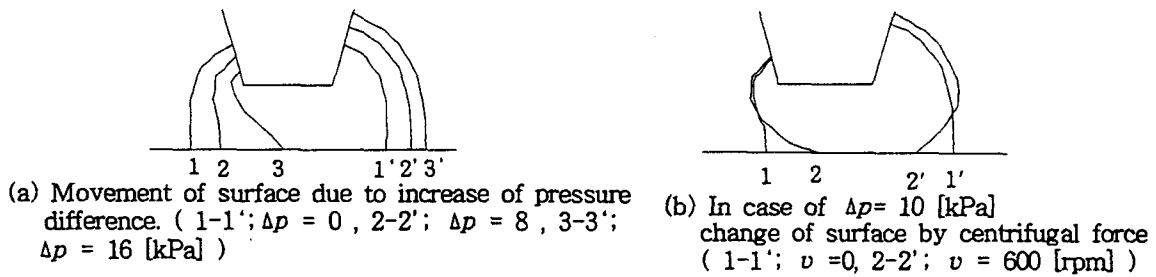 1 2 3 1' 2' 3'
(a) Movement of surface due to increase of pressure
difference. ( 1-1'; Δp = 0 , 2-2'; Δp = 8 , 3-3';
Δp = 16 [kPa] )
1 2 2' 1'
(b) In case of Δp= 10 [kPa]
change of surface by centrifugal force
( 1-1'; υ =0, 2-2'; υ = 600 [rpm] )